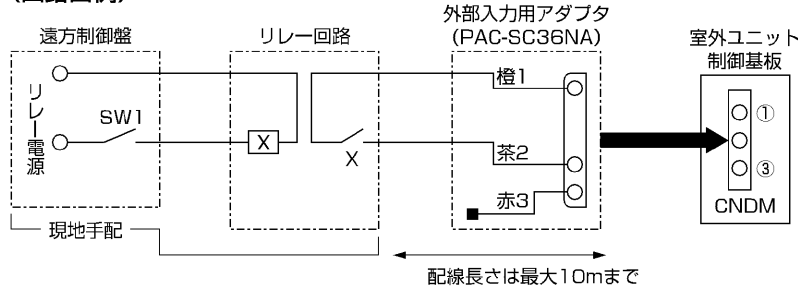 (回路図例)
遠方制御盤
リレー回路
外部入力用アダプタ
(PAC-SC36NA)
室外ユニット
制御基板
リレー電源
SW1
X
X
橙1
茶2
赤3
①
③
CNDM
現地手配
配線長さは最大10mまで